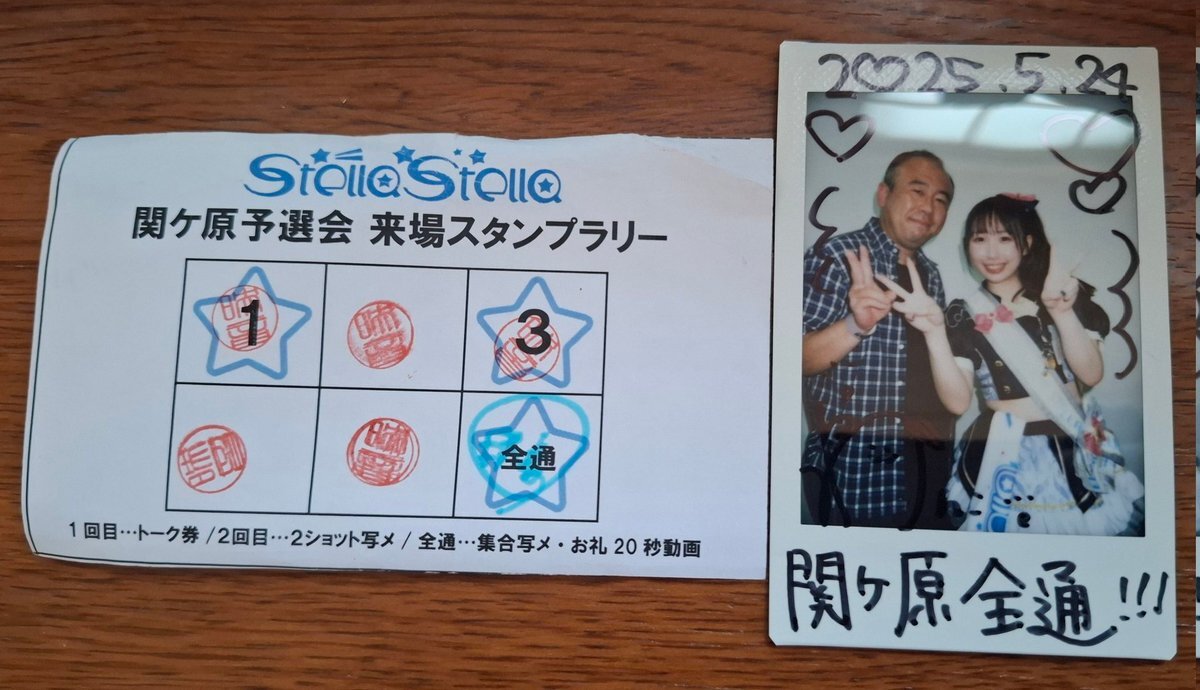 StellaStella
関ケ原予選会 来場スタンプラリー
1
3
全通
1回目…トーク券/2回目…2ショット写メ/全通…集合写メ・お礼20秒動画
2025.5.24
関ケ原 全通!!!